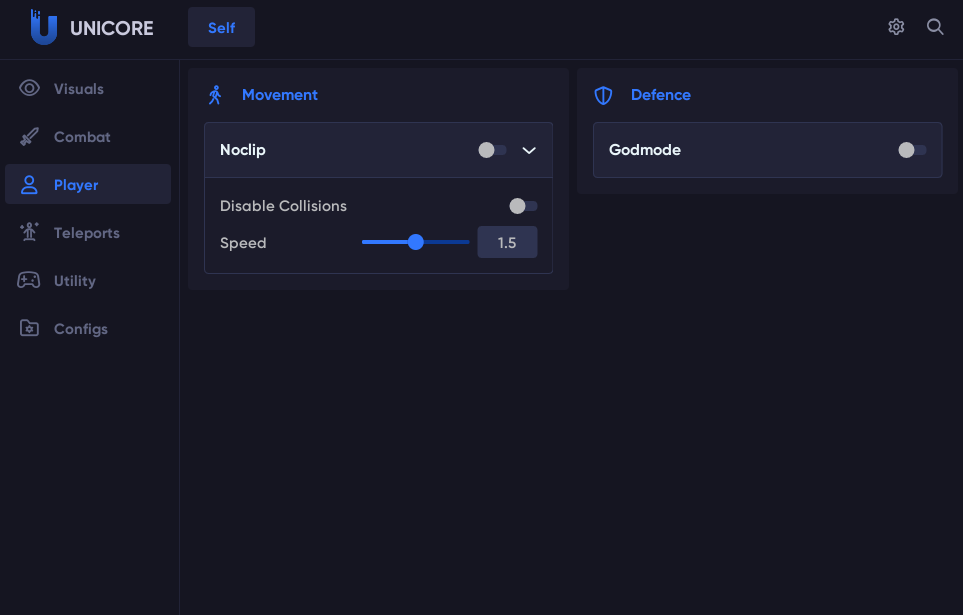 UNICORE
Self
Visuals
Combat
Player
Teleports
Utility
Configs
Movement
Noclip
Disable Collisions
Speed 1.5
Defence
Godmode